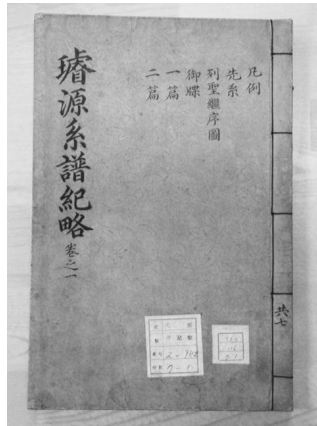 凡例
先系
列聖繼序圖
御牒
一篇
二篇
璿源系譜紀略 卷之一
共七